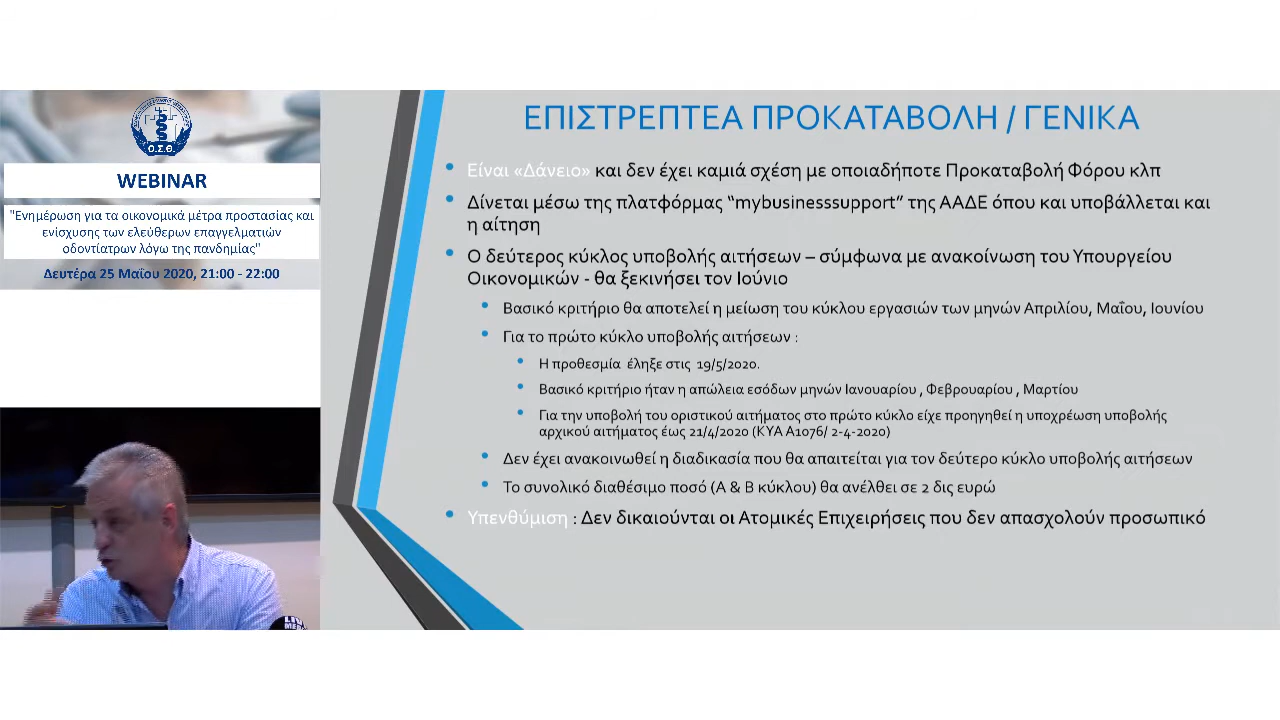 Ο.Σ.Θ.
WEBINAR
"Ενημέρωση για τα οικονομικά μέτρα προστασίας και
ενίσχυσης των ελεύθερων επαγγελματιών
οδοντίατρων λόγω της πανδημίας"
Δευτέρα 25 Μαΐου 2020, 21:00 - 22:00
ΕΠΙΣΤΡΕΠΤΕΑ ΠΡΟΚΑΤΑΒΟΛΗ / ΓΕΝΙΚΑ
• Είναι «Δάνειο» και δεν έχει καμιά σχέση με οποιαδήποτε Προκαταβολή Φόρου κλπ
• Δίνεται μέσω της πλατφόρμας “mybusinesssupport” της ΑΑΔΕ όπου και υποβάλλεται και
η αίτηση
• Ο δεύτερος κύκλος υποβολής αιτήσεων – σύμφωνα με ανακοίνωση του Υπουργείου
Οικονομικών - θα ξεκινήσει τον Ιούνιο
• Βασικό κριτήριο θα αποτελεί η μείωση του κύκλου εργασιών των μηνών Απριλίου, Μαΐου, Ιουνίου
• Για το πρώτο κύκλο υποβολής αιτήσεων :
• Η προθεσμία έληξε στις 19/5/2020.
• Βασικό κριτήριο ήταν η απώλεια εσόδων μηνών Ιανουαρίου , Φεβρουαρίου , Μαρτίου
• Για την υποβολή του οριστικού αιτήματος στο πρώτο κύκλο είχε προηγηθεί η υποχρέωση υποβολής
αρχικού αιτήματος έως 21/4/2020 (ΚΥΑ Α1076/ 2-4-2020)
• Δεν έχει ανακοινωθεί η διαδικασία που θα απαιτείται για τον δεύτερο κύκλο υποβολής αιτήσεων
• Το συνολικό διαθέσιμο ποσό (Α & Β κύκλου) θα ανέλθει σε 2 δις ευρώ
• Υπενθύμιση : Δεν δικαιούνται οι Ατομικές Επιχειρήσεις που δεν απασχολούν προσωπικό